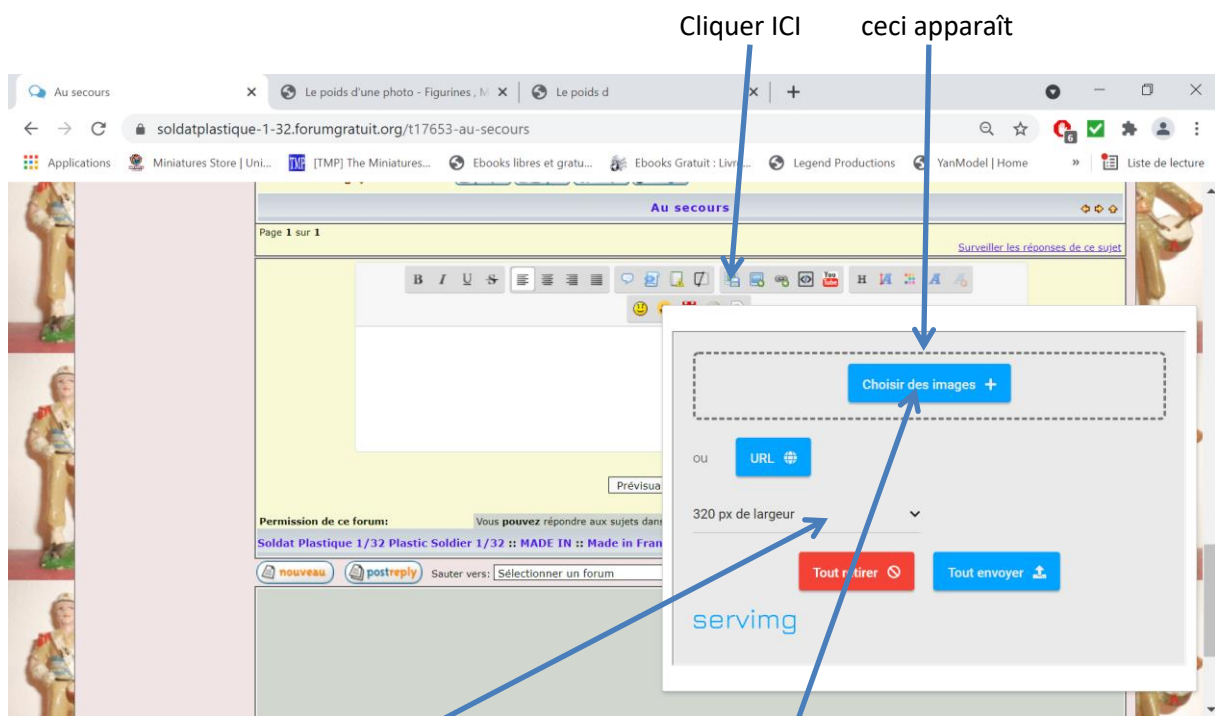 Cliquer ICI ceci apparaît
Au secours
Le poids d'une photo - Figurines , M
Le poids d
soldatplastique-1-32.forumgratuit.org/t17653-au-secours
6
Applications
Miniatures Store | Uni...
TMP
[TMP] The Miniatures...
Ebooks libres et gratu...
Ebooks Gratuit : Livr...
Legend Productions
YanModel | Home
»
Liste de lecture
Au secours
Page 1 sur 1
Surveiller les réponses de ce sujet
B I U S
You Tube
H
Choisir des images +
ou
URL
Prévisua
320 px de largeur
Permission de ce forum:
Vous pouvez répondre aux sujets dans
Soldat Plastique 1/32 Plastic Soldier 1/32 :: MADE IN :: Made in Fran
nouveau
postreply
Sauter vers:
Sélectionner un forum
Tout retirer
Tout envoyer
servimg